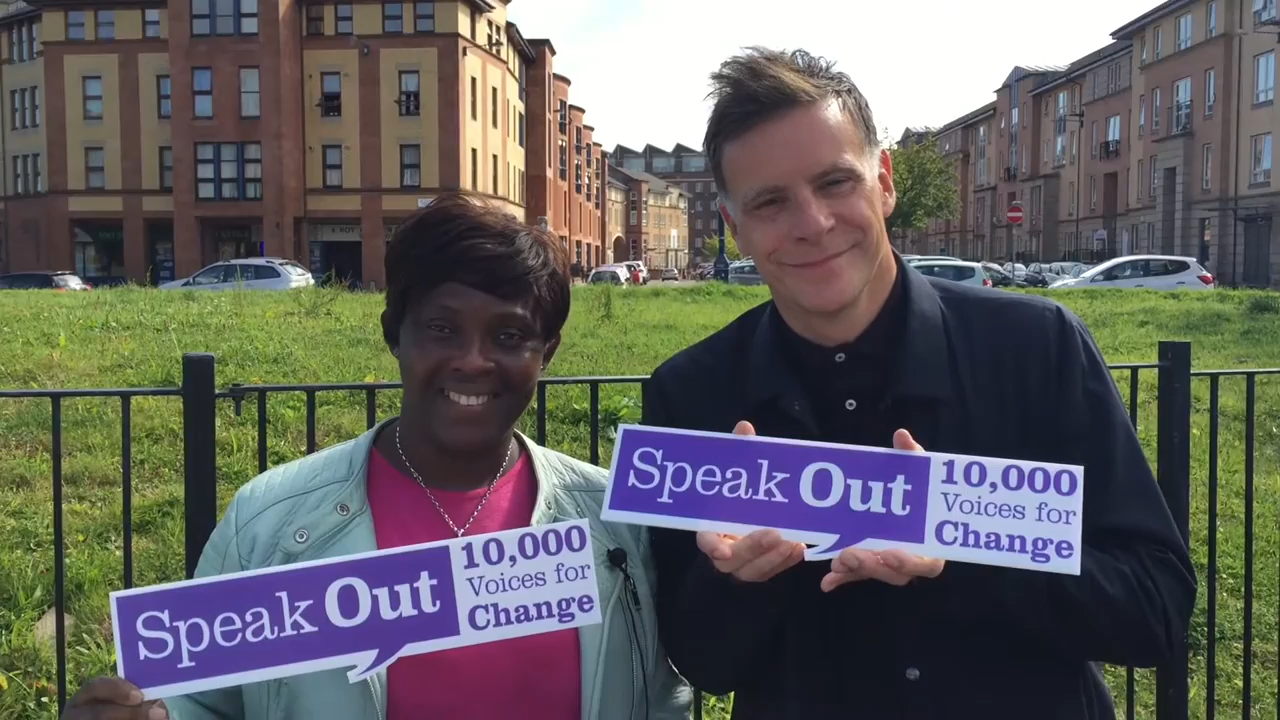 Speak Out
10,000
Voices for
Change
Speak Out
10,000
Voices for
Change